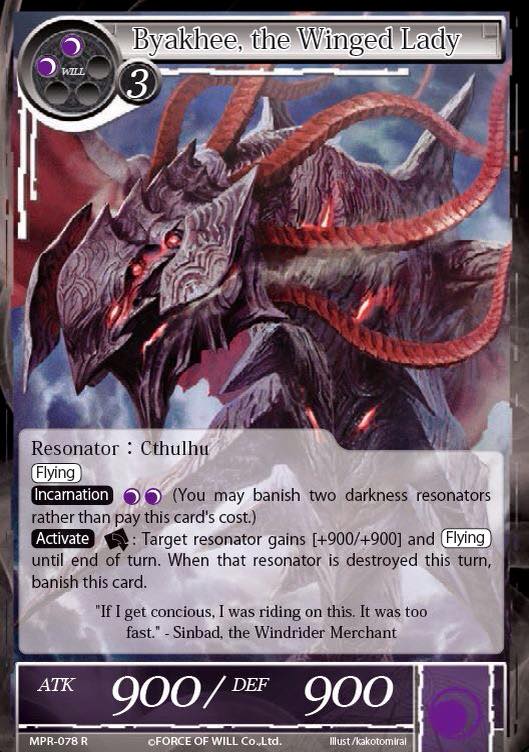 Byakhee, the Winged Lady
WILL
3
Resonator : Cthulhu
Flying
Incarnation (You may banish two darkness resonators
rather than pay this card's cost.)
Activate : Target resonator gains [+900/+900] and Flying
until end of turn. When that resonator is destroyed this turn,
banish this card.
"If I get concious, I was riding on this. It was too
fast." - Sinbad, the Windrider Merchant
ATK 900 / DEF 900
MPR-078 R ©FORCE OF WILL Co.,Ltd. Illust/kakotomirai